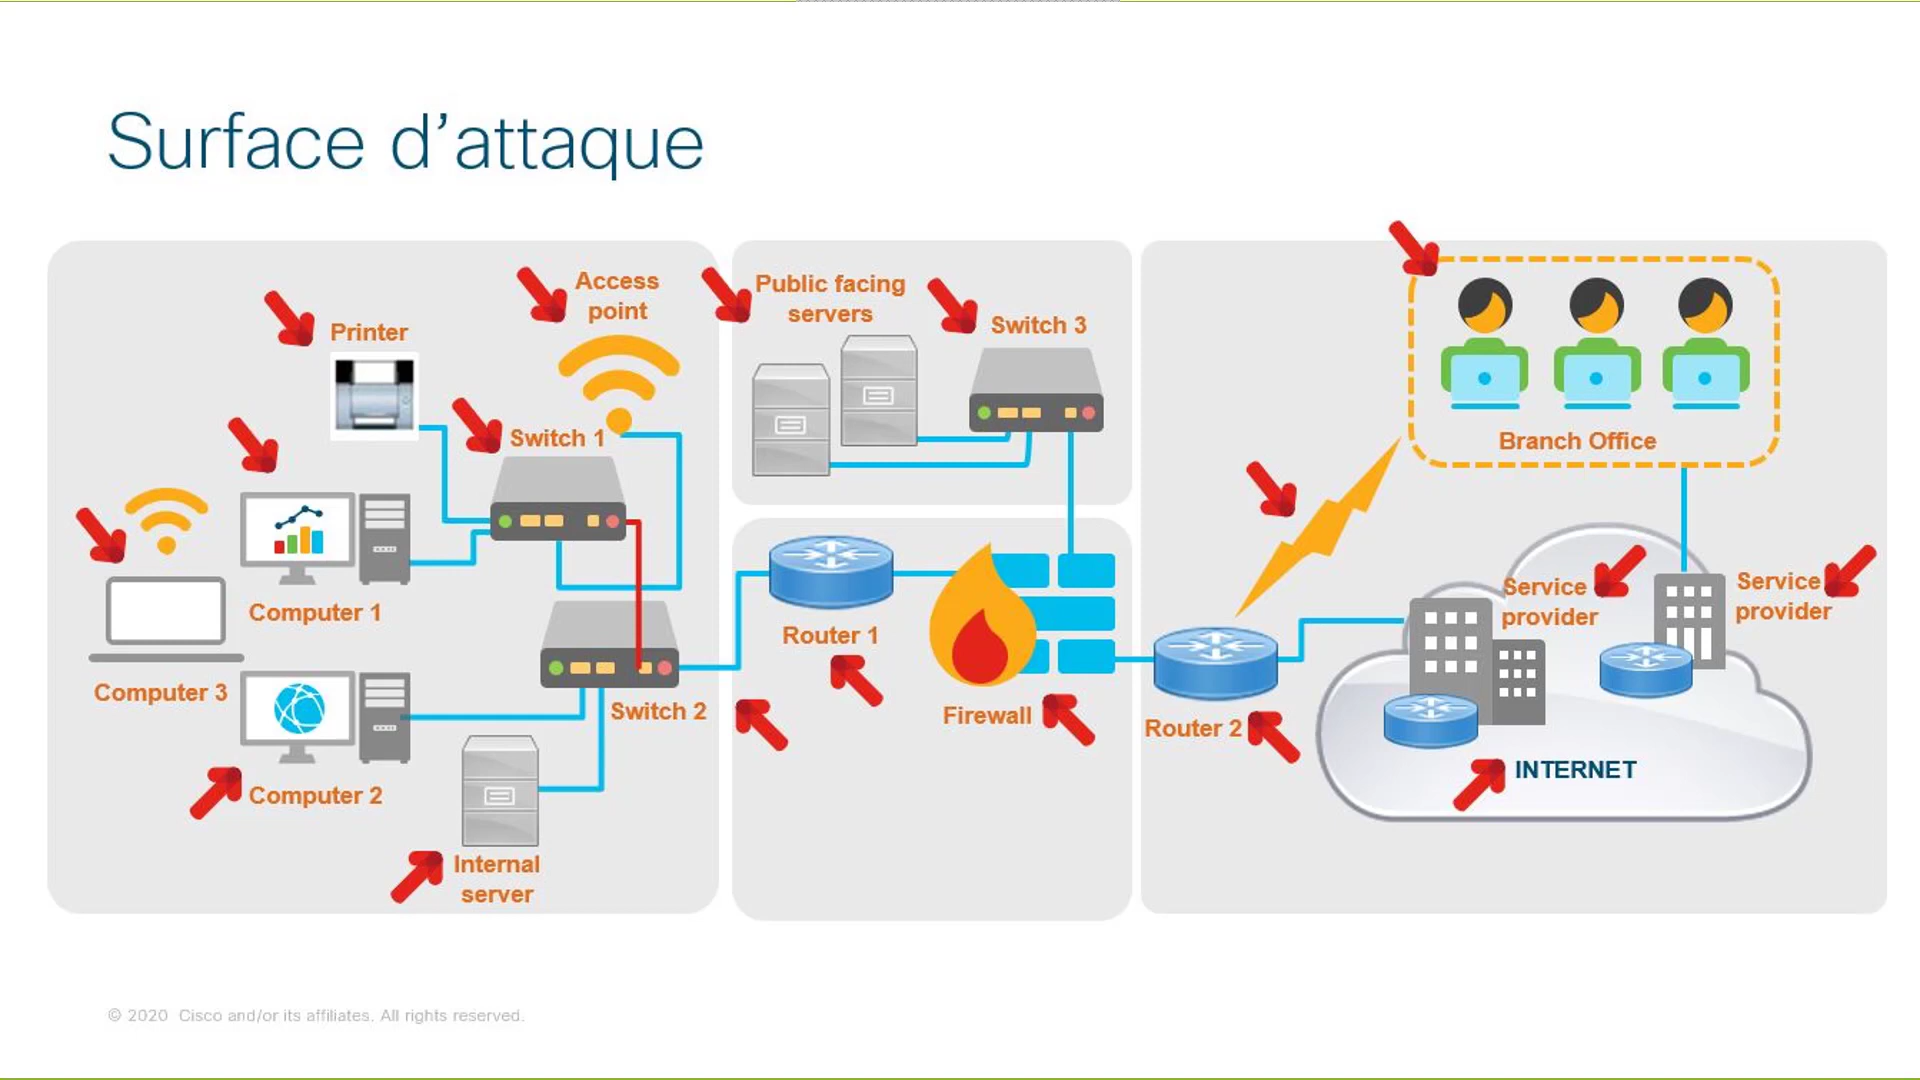 Surface d’attaque
Access
point
Printer
Switch 1
Computer 1
Computer 3
Switch 2
Computer 2
Internal
server
Public facing
servers
Switch 3
Router 1
Firewall
Branch Office
Service
provider
Service
provider
Router 2
INTERNET
© 2020 Cisco and/or its affiliates. All rights reserved.